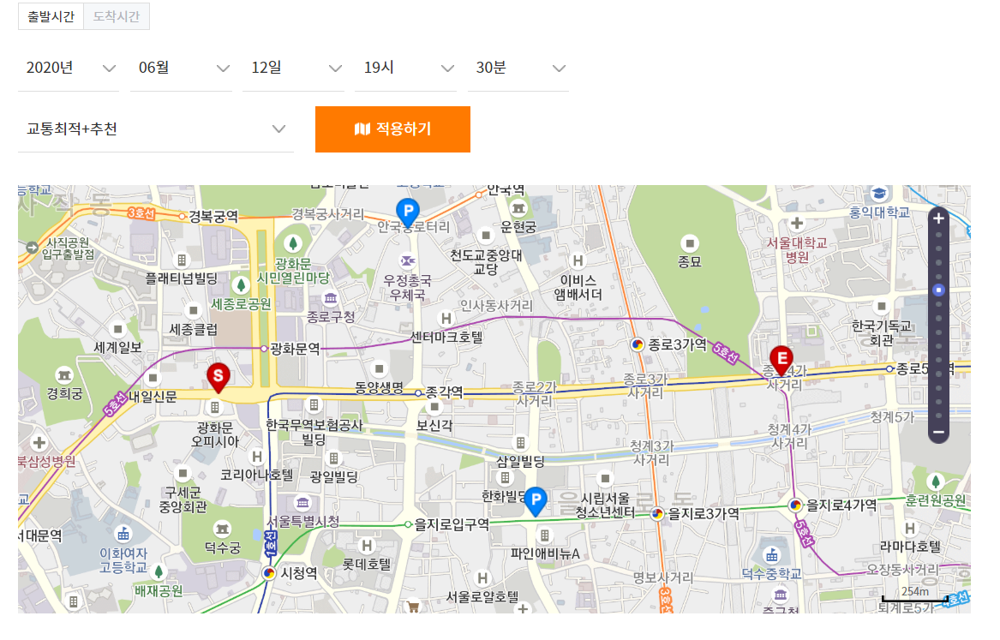 출발시간 도착시간
2020년 06월 12일 19시 30분
교통최적+추천
적용하기
안국역
3호선
경복궁역
경복궁사거리
P
안국동로터리
운현궁
홍익대학교
사직공원
입구출발점
광화문
시민열린마당
천도교중앙대
교당
종묘
서울대학교
병원
플래티넘빌딩
우정총국
우체국
이비스
앰배서더
세종로공원
종로구청
인사동사거리
세종클럽
센터마크호텔
한국기독교
회관
세계일보
광화문역
종로3가역
5호선
E
S
경희궁
내일신문
5호선
동양생명
종각역
종로2가
사거리
종로3가
사거리
종로4가
사거리
광화문
오피시아
한국무역보험공사
빌딩
보신각
청계5가
청계4가
사거리
청계3가
사거리
북삼성병원
코리아나호텔
광일빌딩
삼일빌딩
구세군
중앙회관
한화빌딩
P
을지로동
시립서울
청소년센터
을지로3가역
을지로4가역
훈련원공원
서울특별시청
을지로입구역
덕수궁
이화여자
고등학교
1호선
파인애비뉴A
5호선
라마다호텔
롯데호텔
시청역
배재공원
명보사거리
덕수중학교
오장동사거리
서울로얄호텔
3호선
254m
퇴계로5가
4호선